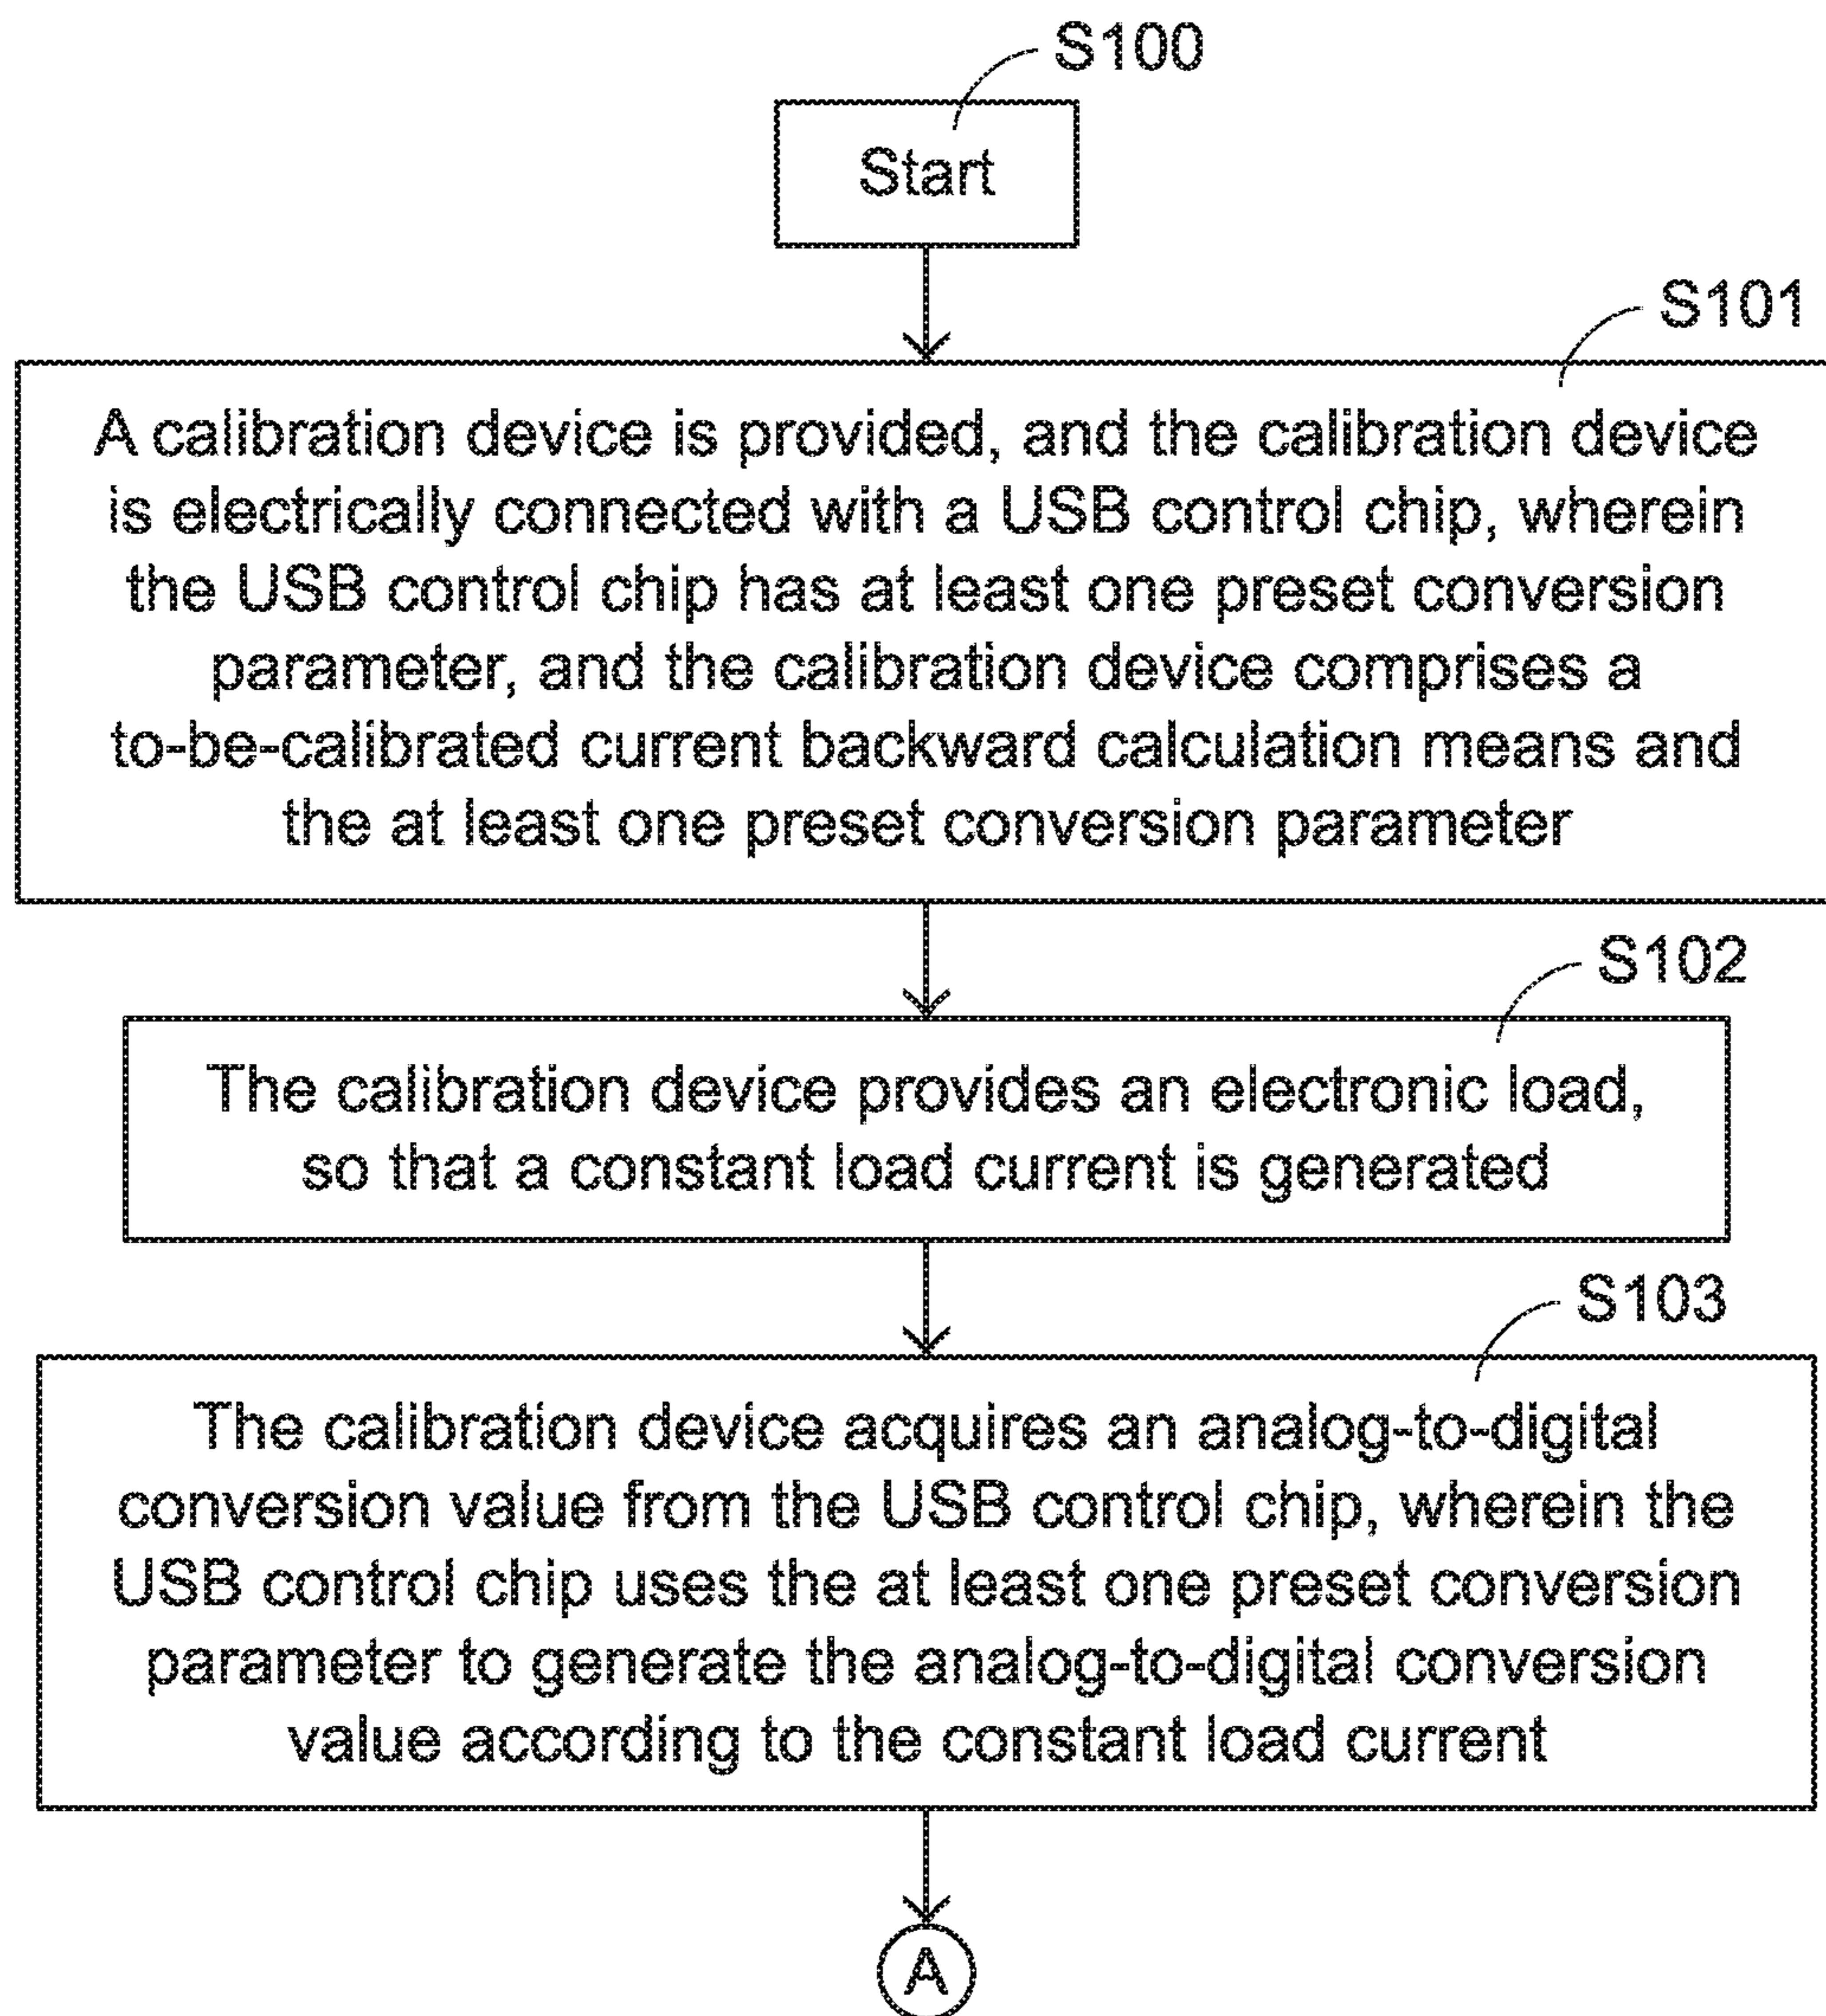 S100
Start
S101
A calibration device is provided, and the calibration device
is electrically connected with a USB control chip, wherein
the USB control chip has at least one preset conversion
parameter, and the calibration device comprises a
to-be-calibrated current backward calculation means and
the at least one preset conversion parameter
S102
The calibration device provides an electronic load,
so that a constant load current is generated
S103
The calibration device acquires an analog-to-digital
conversion value from the USB control chip, wherein the
USB control chip uses the at least one preset conversion
parameter to generate the analog-to-digital conversion
value according to the constant load current
A